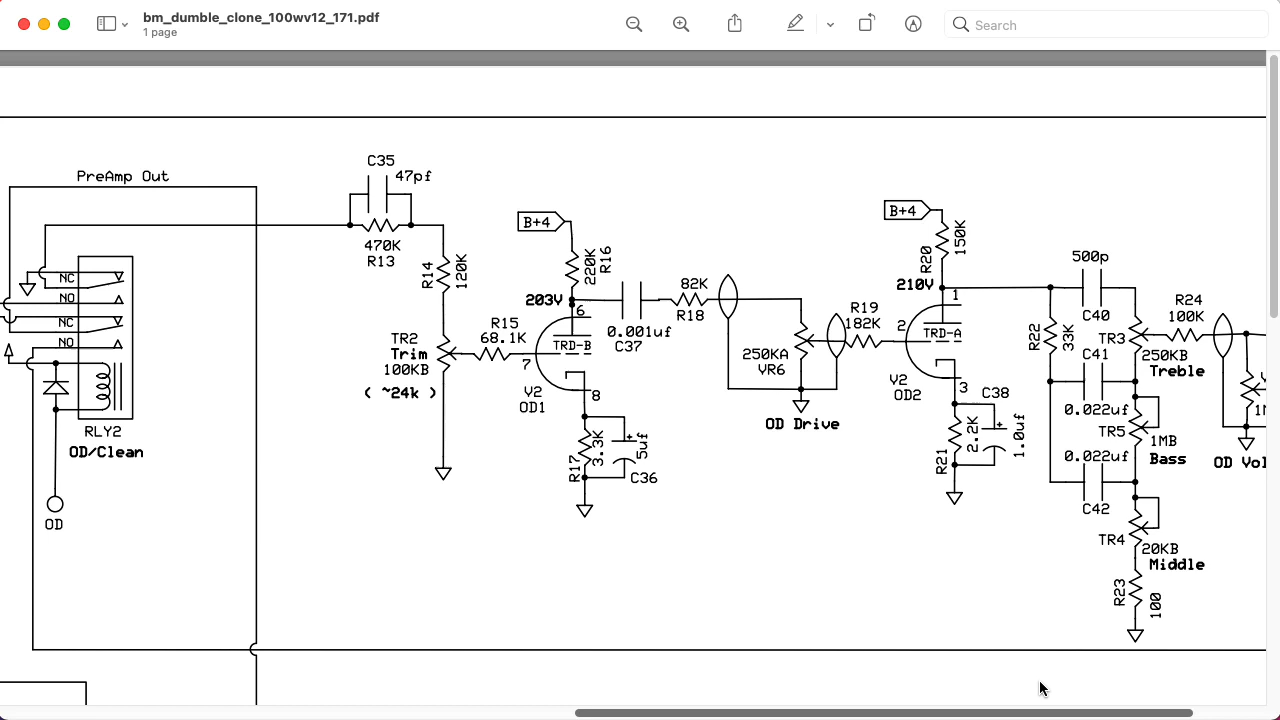 bm_dumble_clone_100wv12_171.pdf
1 page
Search
C35
47pf
PreAmp Out
B+4
B+4
470K
R13
R14
120K
220K
R16
R20
150K
500p
C40
NC
NO
NC
NO
203V
6
82K
R18
0.001uf
C37
210V
1
R24
100K
TR2
Trim
100KB
( ~24k )
R15
68.1K
7
TRD-B
V2
OD1
8
250KA
VR6
R19
182K
2
TRD-A
V2
OD2
3
R22
33K
TR3
250KB
Treble
C41
0.022uf
RLY2
OD/Clean
OD Drive
R17
3.3K
+
5uf
C36
R21
2.2K
C38
+
1.0uf
TR5
1MB
Bass
0.022uf
C42
OD Vol
OD
TR4
20KB
Middle
R23
100